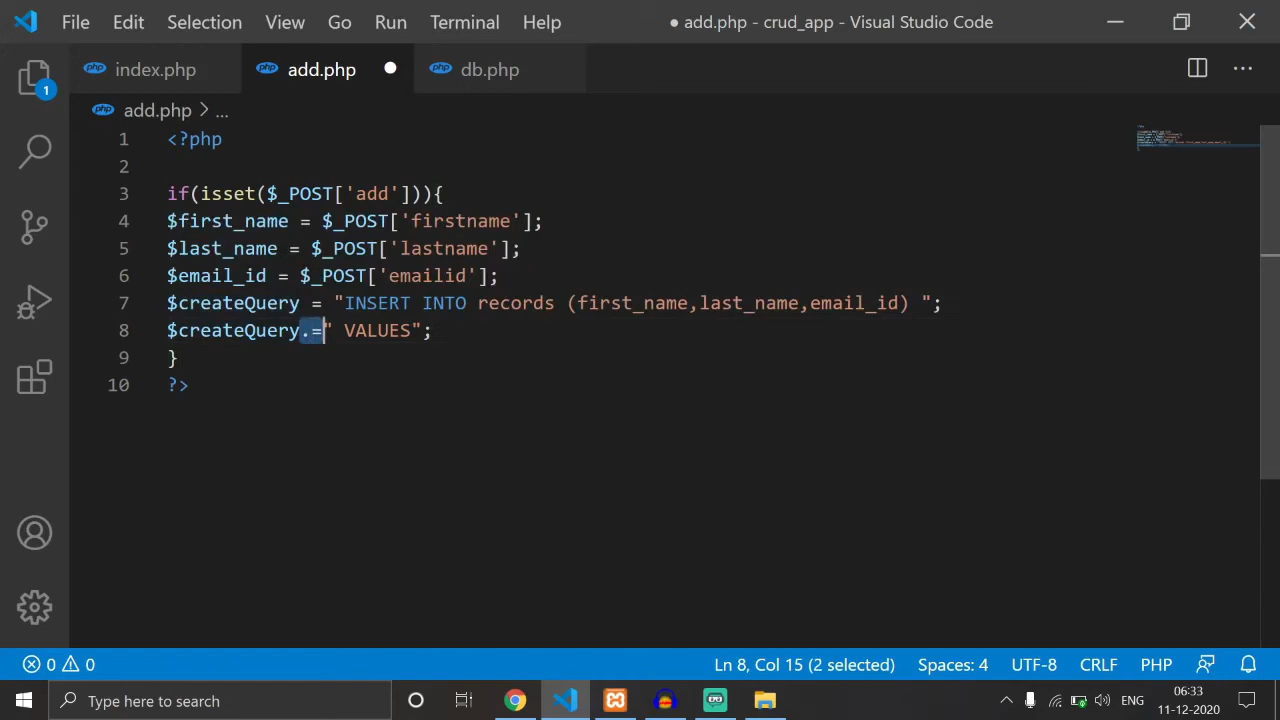 File Edit Selection View Go Run Terminal Help ● add.php - crud_app - Visual Studio Code
1
php index.php php add.php ● php db.php ...
php add.php > ...
1 <?php
2
3 if(isset($_POST['add'])){
4 $first_name = $_POST['firstname'];
5 $last_name = $_POST['lastname'];
6 $email_id = $_POST['emailid'];
7 $createQuery = "INSERT INTO records (first_name,last_name,email_id) ";
8 $createQuery.=" VALUES";
9 }
10 ?>
0 0 Ln 8, Col 15 (2 selected) Spaces: 4 UTF-8 CRLF PHP
Type here to search ENG 06:33
11-12-2020